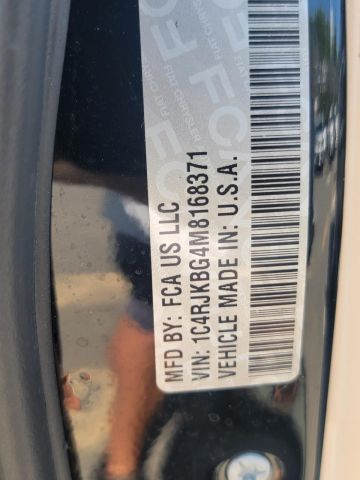 MFD BY: FCA US LLC
VIN: 1C4RJKBG4M8168371
VEHICLE MADE IN: U.S.A.